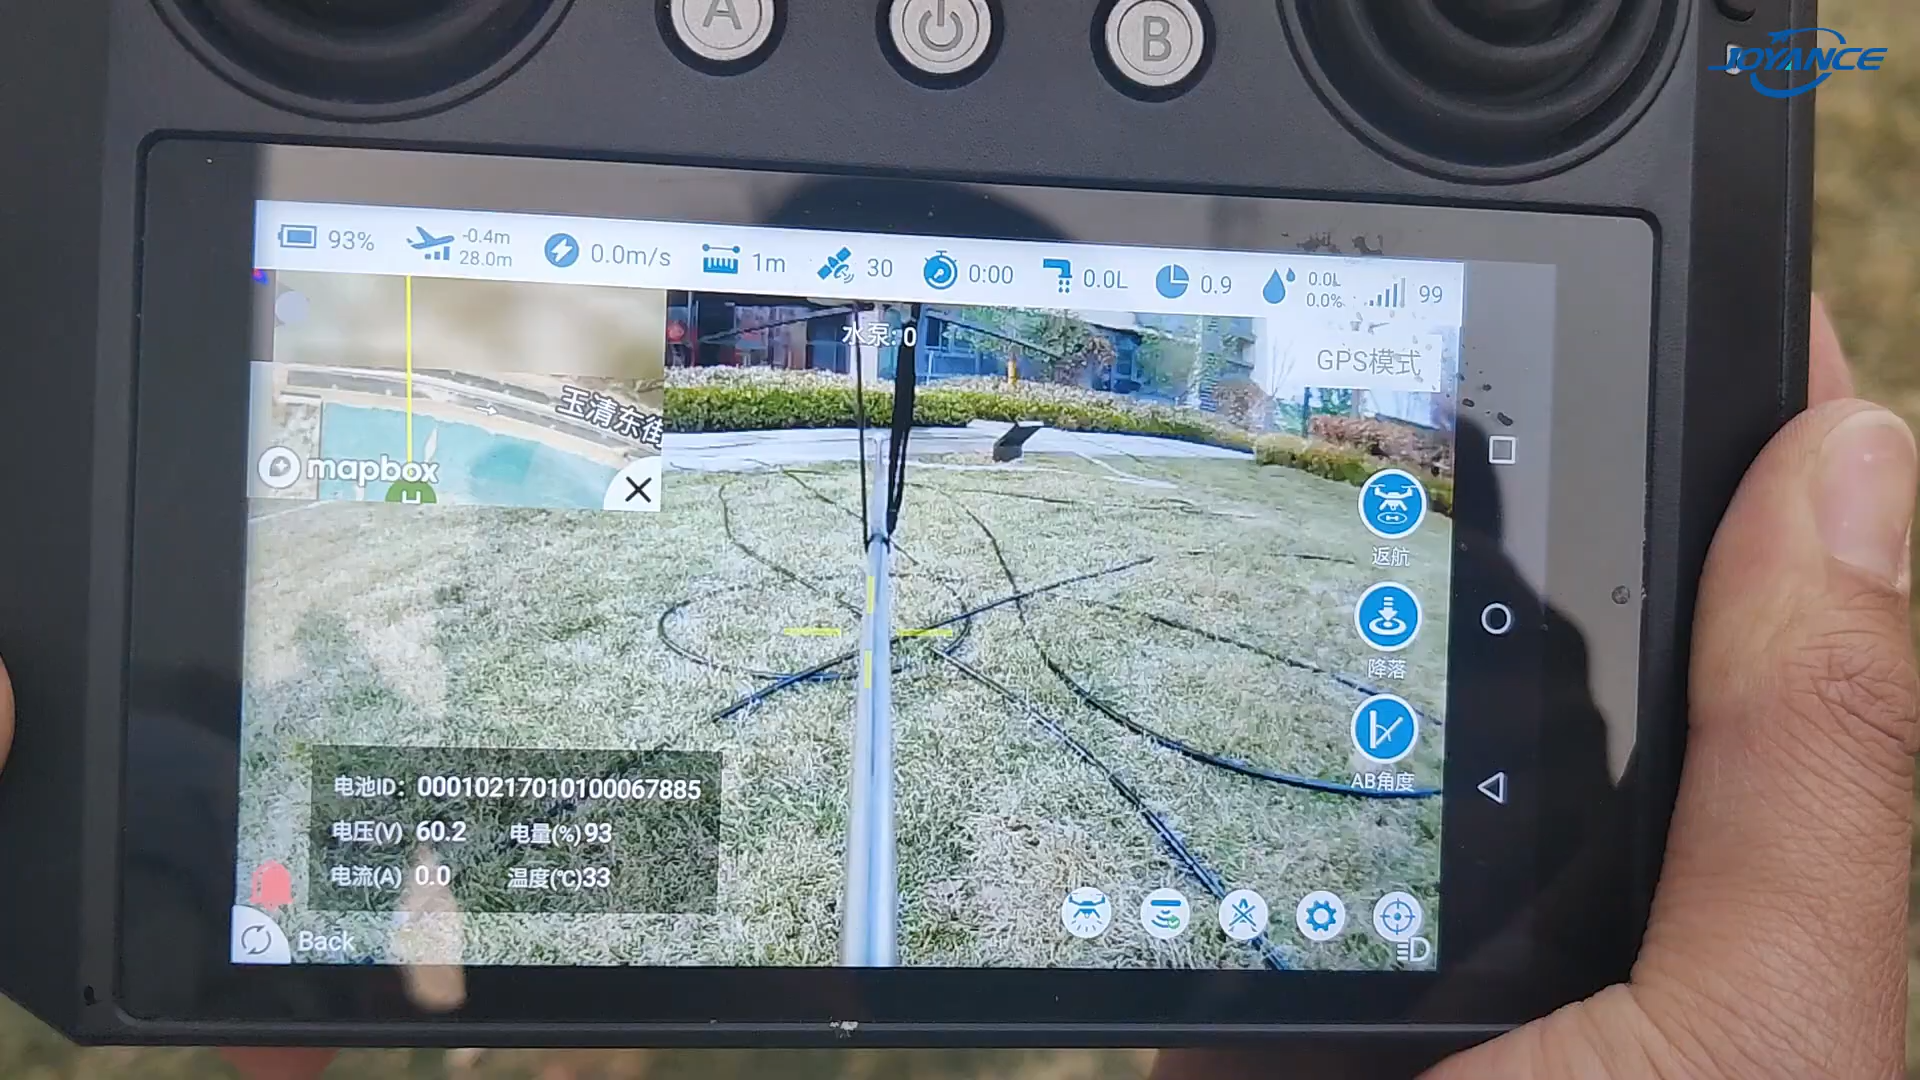 A
B
JOYANCE
93%
-0.4m
28.0m
0.0m/s
1m
30
0:00
0.0L
0.9
0.0L
0.0%
99
水泵: 0
GPS模式
玉清东街
mapbox
H
返航
降落
AB角度
电池ID: 00010217010100067885
电压(V) 60.2 电量(%)93
电流(A) 0.0 温度(℃)33
Back